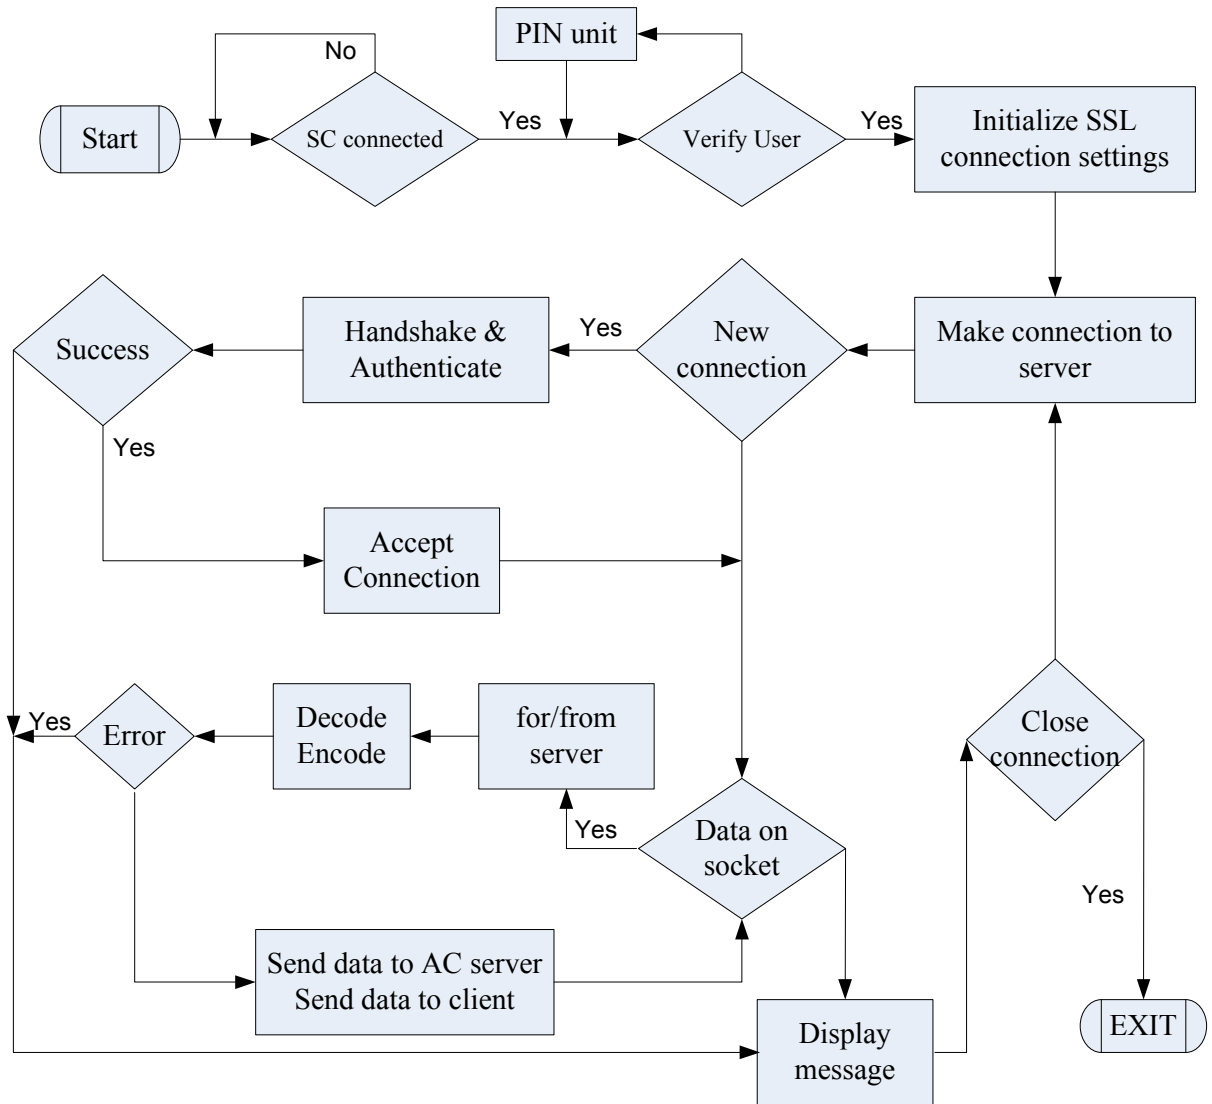 PIN unit
No
Start
SC connected
Yes
Verify User
Yes
Initialize SSL
connection settings
Success
Handshake &
Authenticate
Yes
New
connection
Make connection to
server
Yes
Accept
Connection
Yes
Error
Decode
Encode
for/from
server
Close
connection
Yes
Data on
socket
Yes
Send data to AC server
Send data to client
Display
message
EXIT